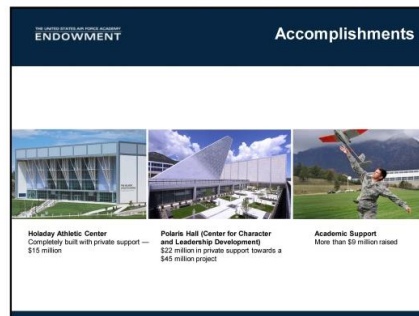 THE UNITED STATES AIR FORCE ACADEMY
ENDOWMENT
Accomplishments
Holaday Athletic Center
Completely built with private support —
$15 million
Polaris Hall (Center for Character
and Leadership Development)
$22 million in private support towards a
$45 million project
Academic Support
More than $9 million raised